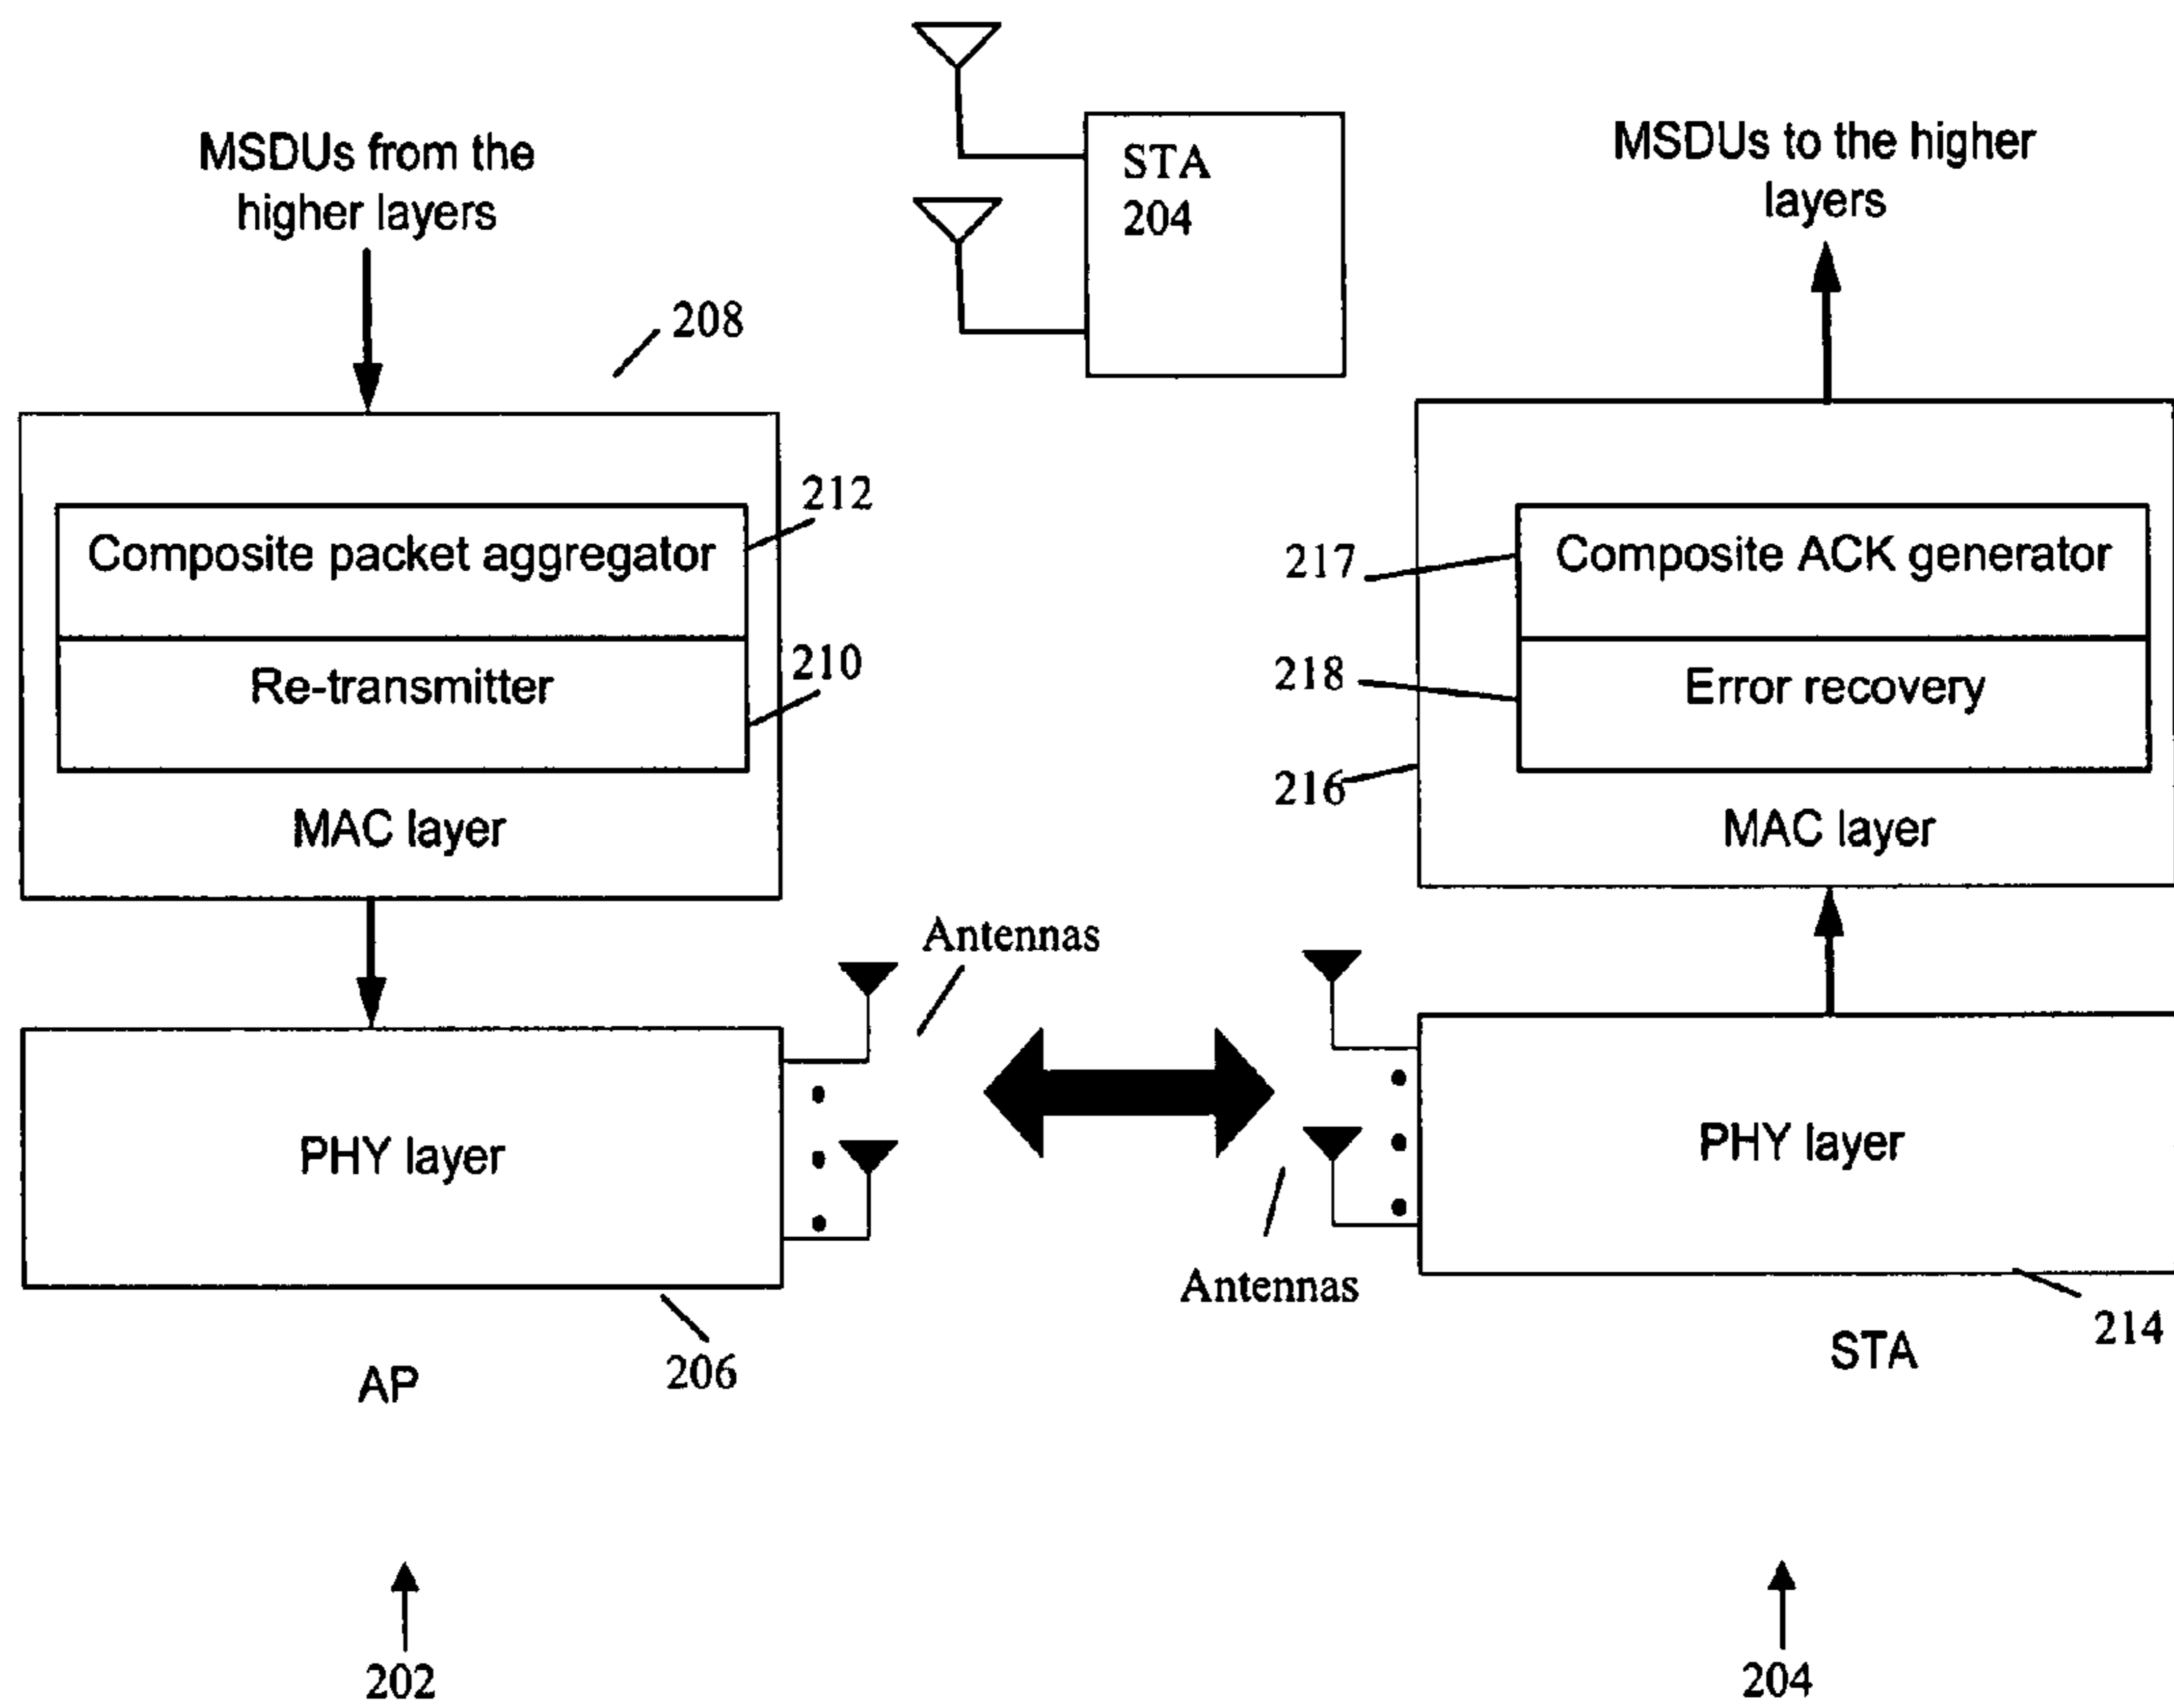 MSDUs from the
higher layers
208
STA
204
MSDUs to the higher
layers
212
Composite packet aggregator
210
Re-transmitter
MAC layer
217
Composite ACK generator
218
Error recovery
216
MAC layer
Antennas
PHY layer
206
AP
Antennas
PHY layer
214
STA
202
204